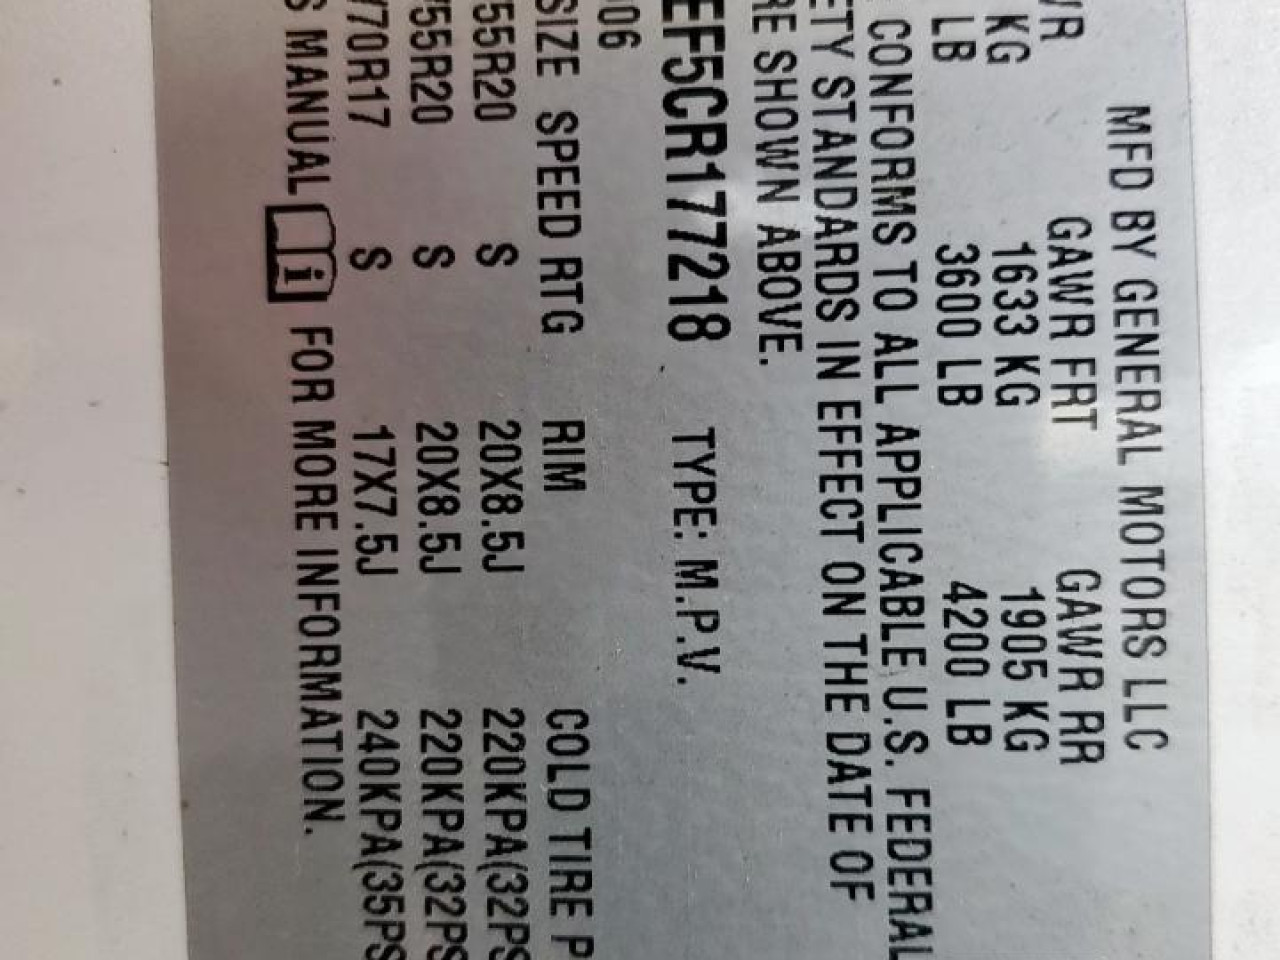 MFD BY GENERAL MOTORS LLC
VR GAWR FRT GAWR RR
KG 1633 KG 1905 KG
LB 3600 LB 4200 LB
CONFORMS TO ALL APPLICABLE U.S. FEDERAL
ETY STANDARDS IN EFFECT ON THE DATE OF
RE SHOWN ABOVE.
EF5CR177218 TYPE: M.P.V.
06
SIZE SPEED RTG RIM COLD TIRE P
55R20 S 20X8.5J 220KPA(32PS
55R20 S 20X8.5J 220KPA(32PS
70R17 S 17X7.5J 240KPA(35PS
S MANUAL i FOR MORE INFORMATION.